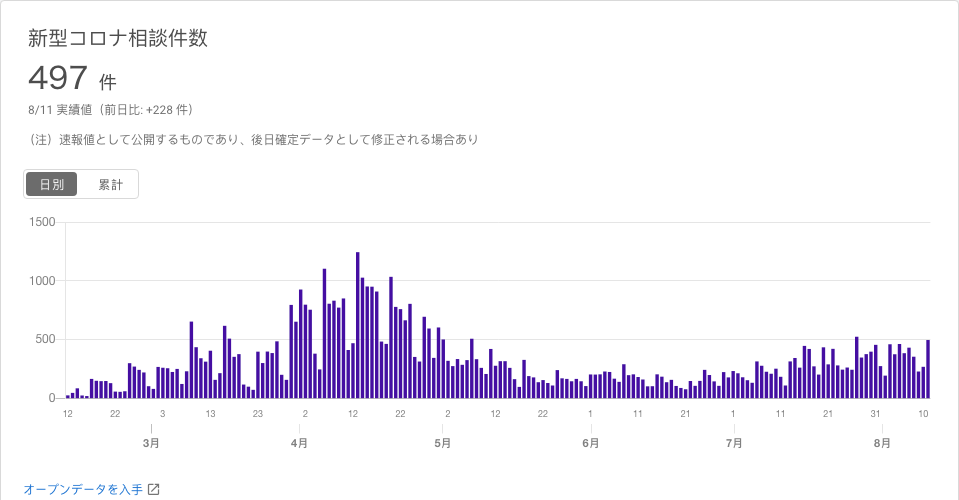 新型コロナ相談件数
497 件
8/11 実績値（前日比: +228 件）
（注）速報値として公開するものであり、後日確定データとして修正される場合あり
日別 累計
1500
1000
500
0
12 22 3 13 23 2 12 22 2 12 22 1 11 21 1 11 21 31 10
3月 4月 5月 6月 7月 8月
オープンデータを入手